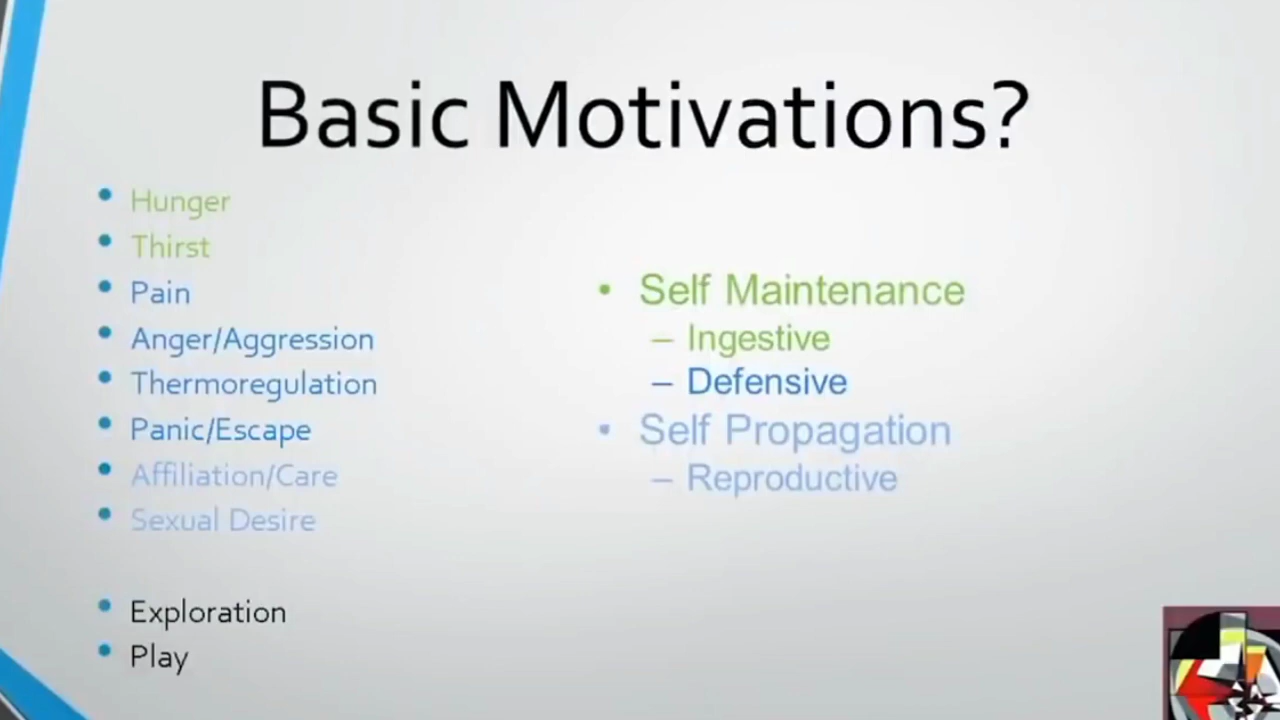 Basic Motivations?
• Hunger
• Thirst
• Pain
• Anger/Aggression
• Thermoregulation
• Panic/Escape
• Affiliation/Care
• Sexual Desire
• Exploration
• Play
• Self Maintenance
– Ingestive
– Defensive
• Self Propagation
– Reproductive